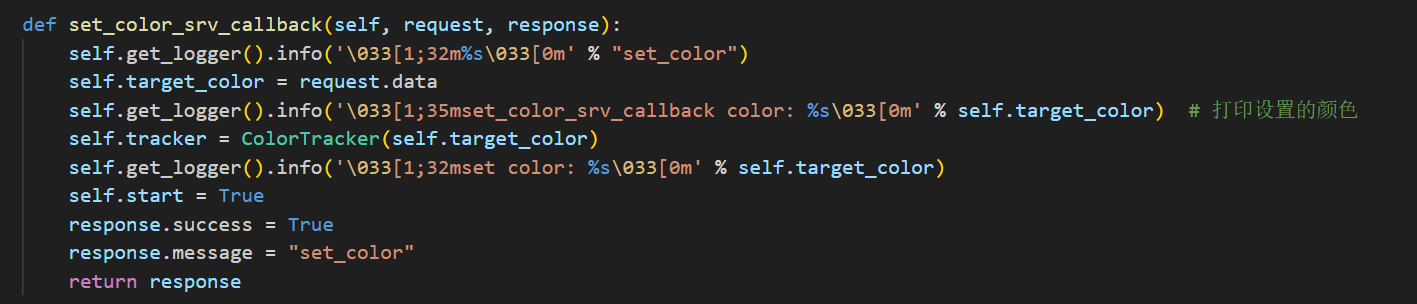 def set_color_srv_callback(self, request, response):
    self.get_logger().info('\033[1;32m%s\033[0m' % "set_color")
    self.target_color = request.data
    self.get_logger().info('\033[1;35mset_color_srv_callback color: %s\033[0m' % self.target_color)  # 打印设置的颜色
    self.tracker = ColorTracker(self.target_color)
    self.get_logger().info('\033[1;32mset color: %s\033[0m' % self.target_color)
    self.start = True
    response.success = True
    response.message = "set_color"
    return response